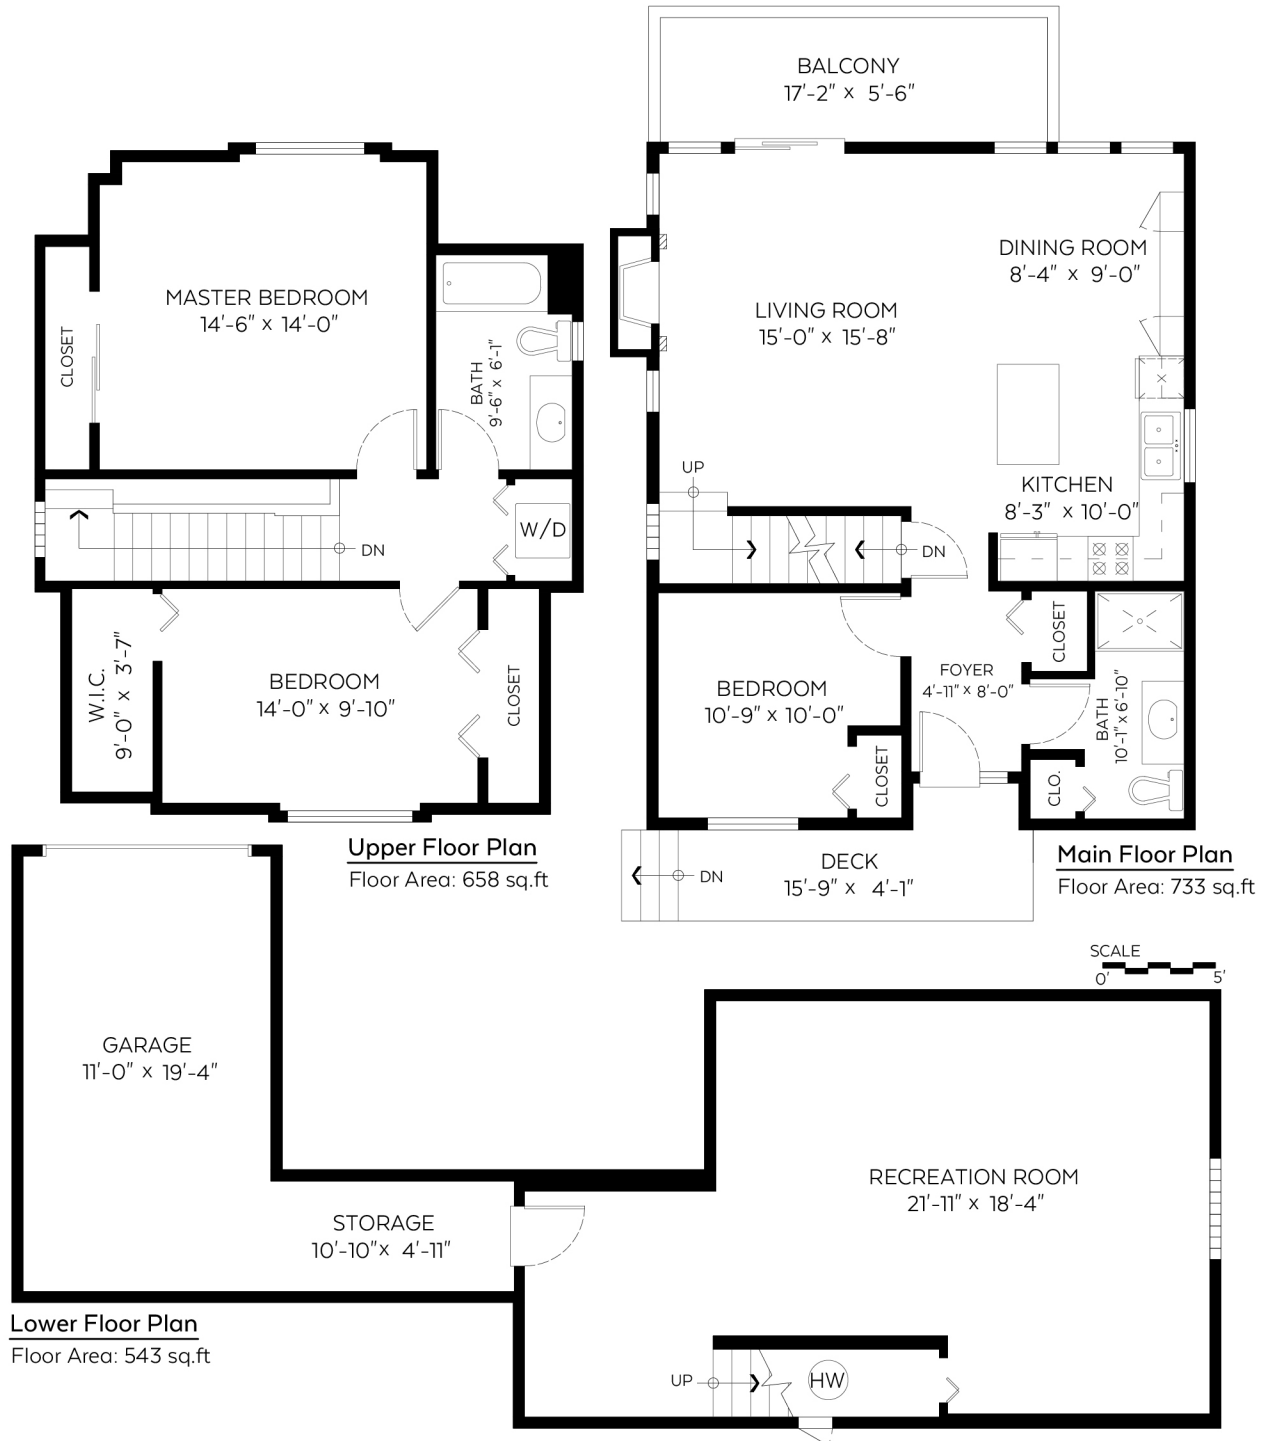 BALCONY
17'-2" x 5'-6"
MASTER BEDROOM
14'-6" x 14'-0"
CLOSET
BATH
9'-6" x 6'-1"
W/D
DN
W.I.C.
9'-0" x 3'-7"
BEDROOM
14'-0" x 9'-10"
CLOSET
Upper Floor Plan
Floor Area: 658 sq.ft
DINING ROOM
8'-4" x 9'-0"
LIVING ROOM
15'-0" x 15'-8"
UP
KITCHEN
8'-3" x 10'-0"
DN
CLOSET
FOYER
4'-11" x 8'-0"
BEDROOM
10'-9" x 10'-0"
BATH
10'-1" x 6'-10"
CLOSET
CLO.
DECK
15'-9" x 4'-1"
DN
Main Floor Plan
Floor Area: 733 sq.ft
SCALE
0' 5'
GARAGE
11'-0" x 19'-4"
STORAGE
10'-10" x 4'-11"
RECREATION ROOM
21'-11" x 18'-4"
UP
HW
Lower Floor Plan
Floor Area: 543 sq.ft